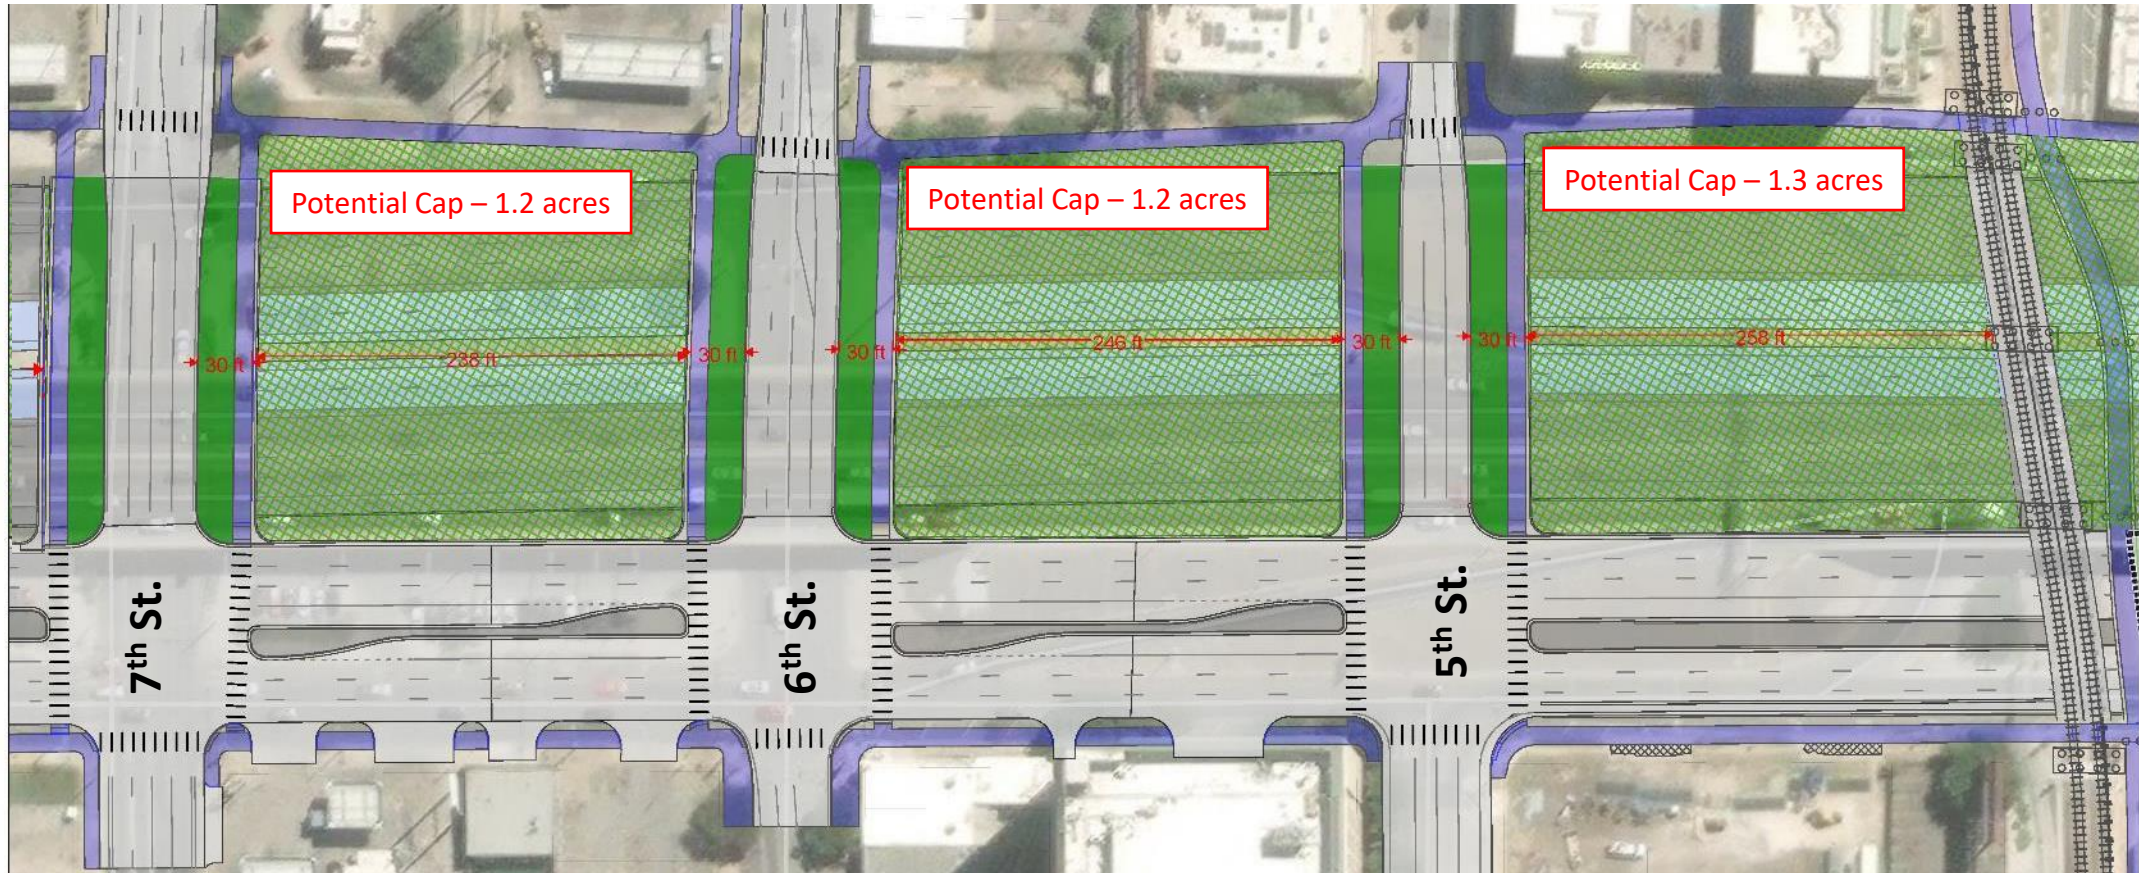 Potential Cap – 1.2 acres
Potential Cap – 1.2 acres
Potential Cap – 1.3 acres
30 ft
238 ft
30 ft
30 ft
246 ft
30 ft
30 ft
258 ft
7th St.
6th St.
5th St.